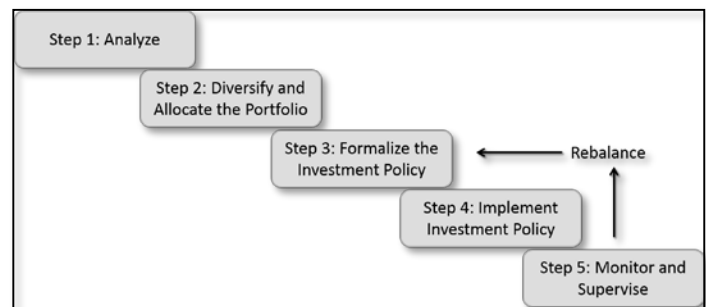 Step 1: Analyze
Step 2: Diversify and
Allocate the Portfolio
Step 3: Formalize the
Investment Policy
Rebalance
Step 4: Implement
Investment Policy
Step 5: Monitor and
Supervise